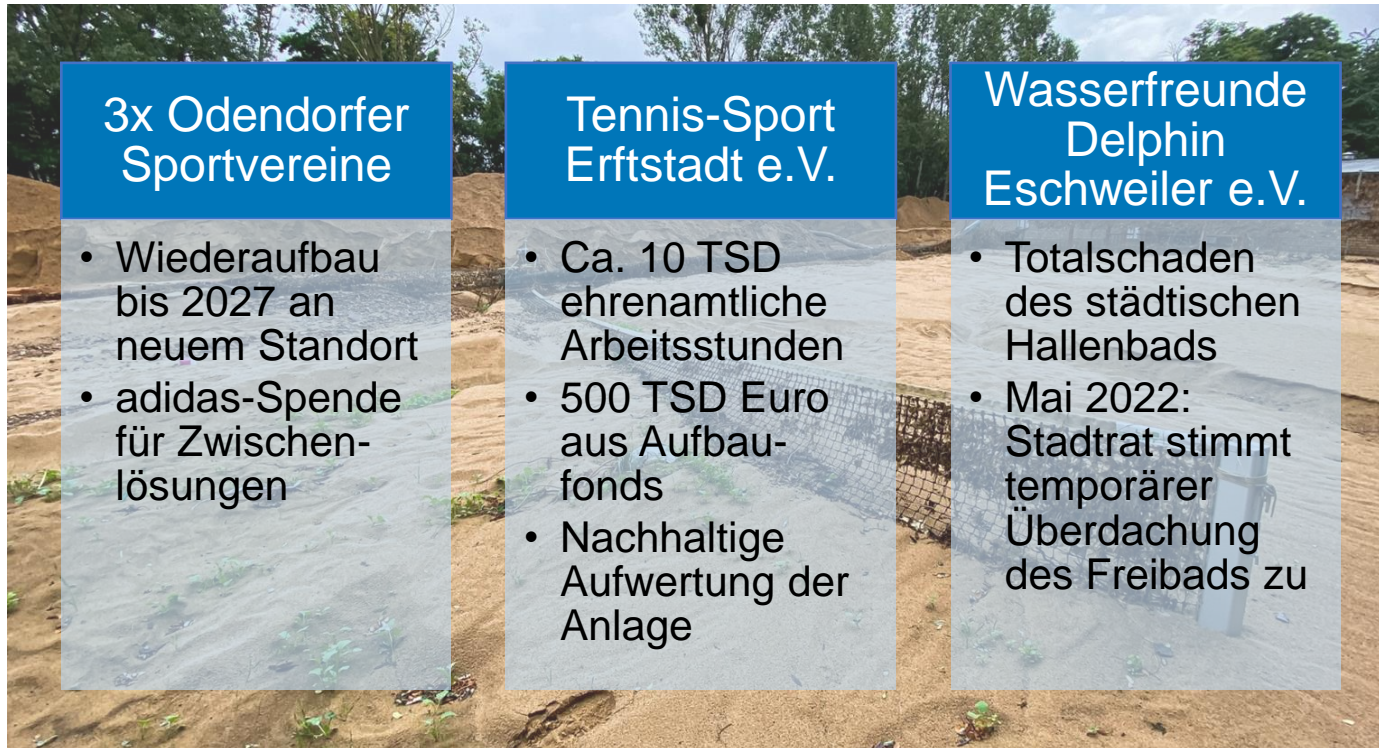 3x Odendorfer
Sportvereine
• Wiederaufbau
bis 2027 an
neuem Standort
• adidas-Spende
für Zwischen-
lösungen
Tennis-Sport
Erftstadt e.V.
• Ca. 10 TSD
ehrenamtliche
Arbeitsstunden
• 500 TSD Euro
aus Aufbau-
fonds
• Nachhaltige
Aufwertung der
Anlage
Wasserfreunde
Delphin
Eschweiler e.V.
• Totalschaden
des städtischen
Hallenbads
• Mai 2022:
Stadtrat stimmt
temporärer
Überdachung
des Freibads zu